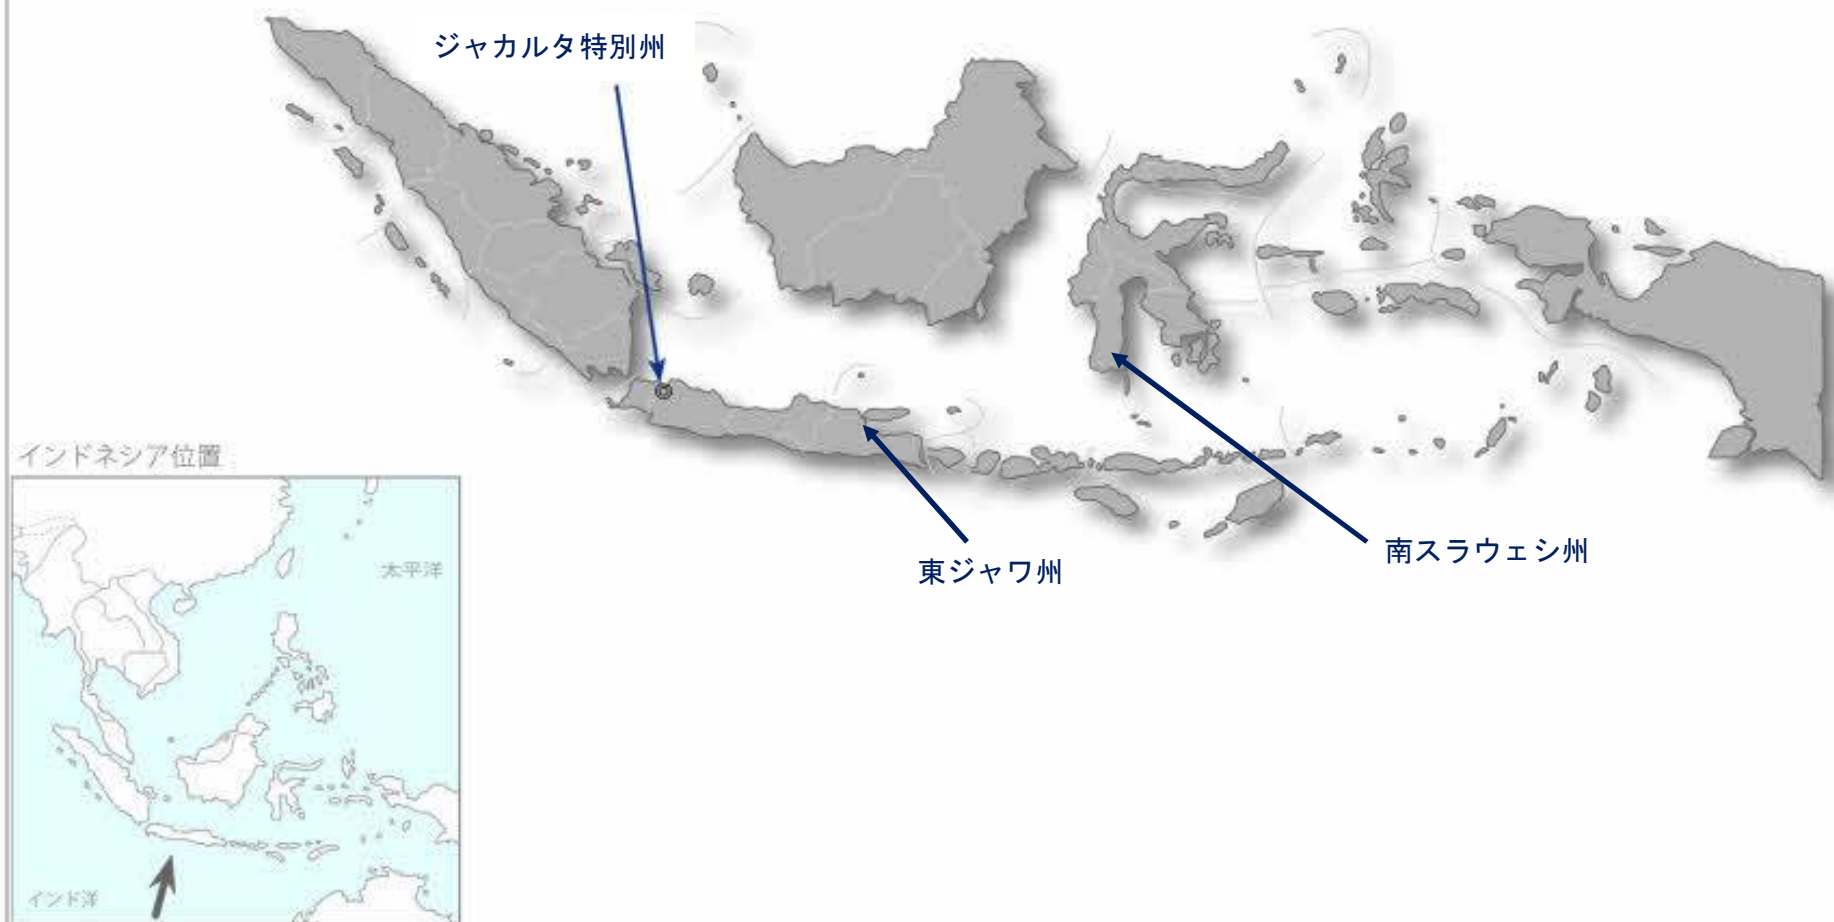 ジャカルタ特別州
南スラウェシ州
東ジャワ州
インドネシア位置
太平洋
インド洋